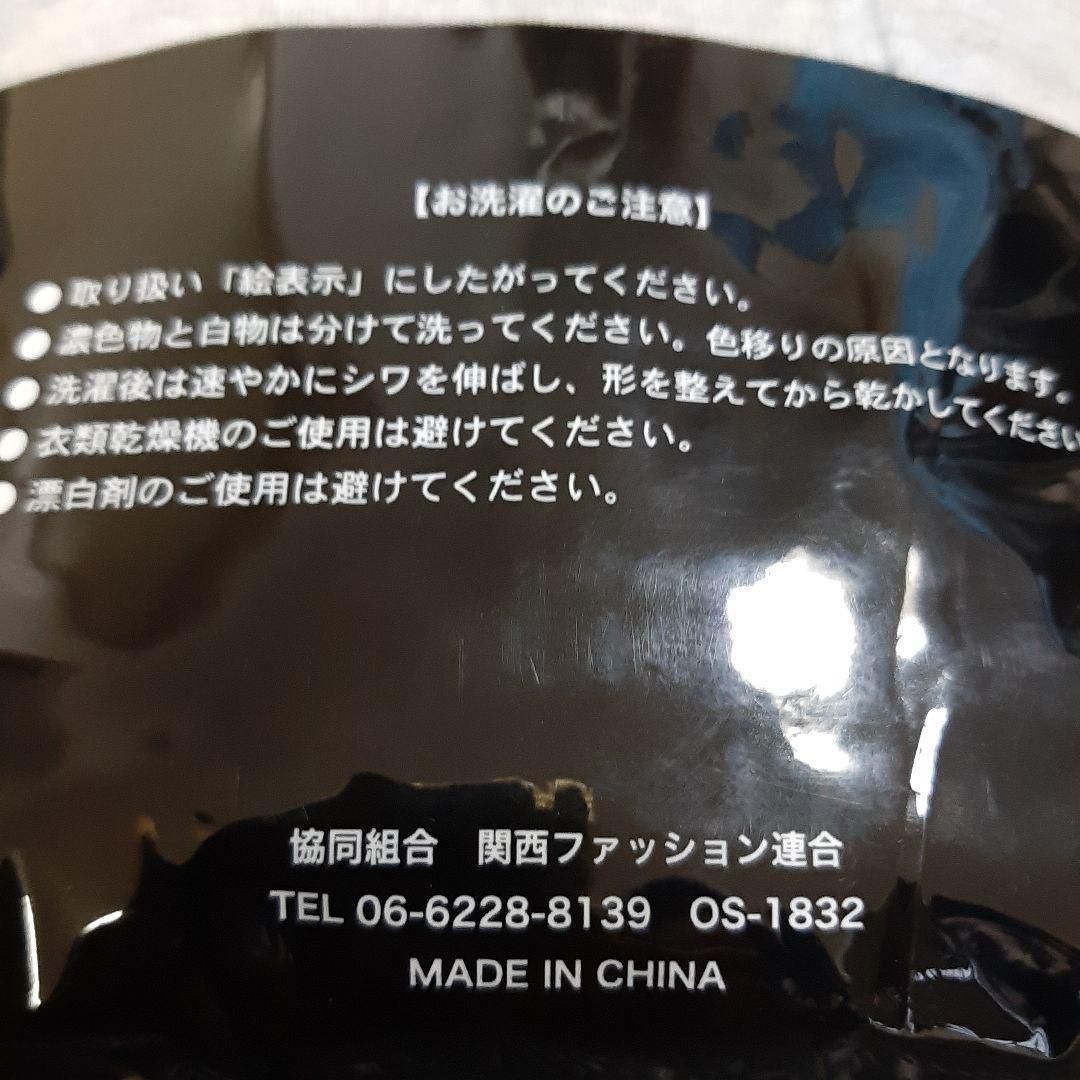 【お洗濯のご注意】
●取り扱い「絵表示」にしたがってください。
●濃色物と白物は分けて洗ってください。色移りの原因となります。
●洗濯後は速やかにシワを伸ばし、形を整えてから乾かしてください
●衣類乾燥機のご使用は避けてください。
●漂白剤のご使用は避けてください。
協同組合 関西ファッション連合
TEL 06-6228-8139 OS-1832
MADE IN CHINA